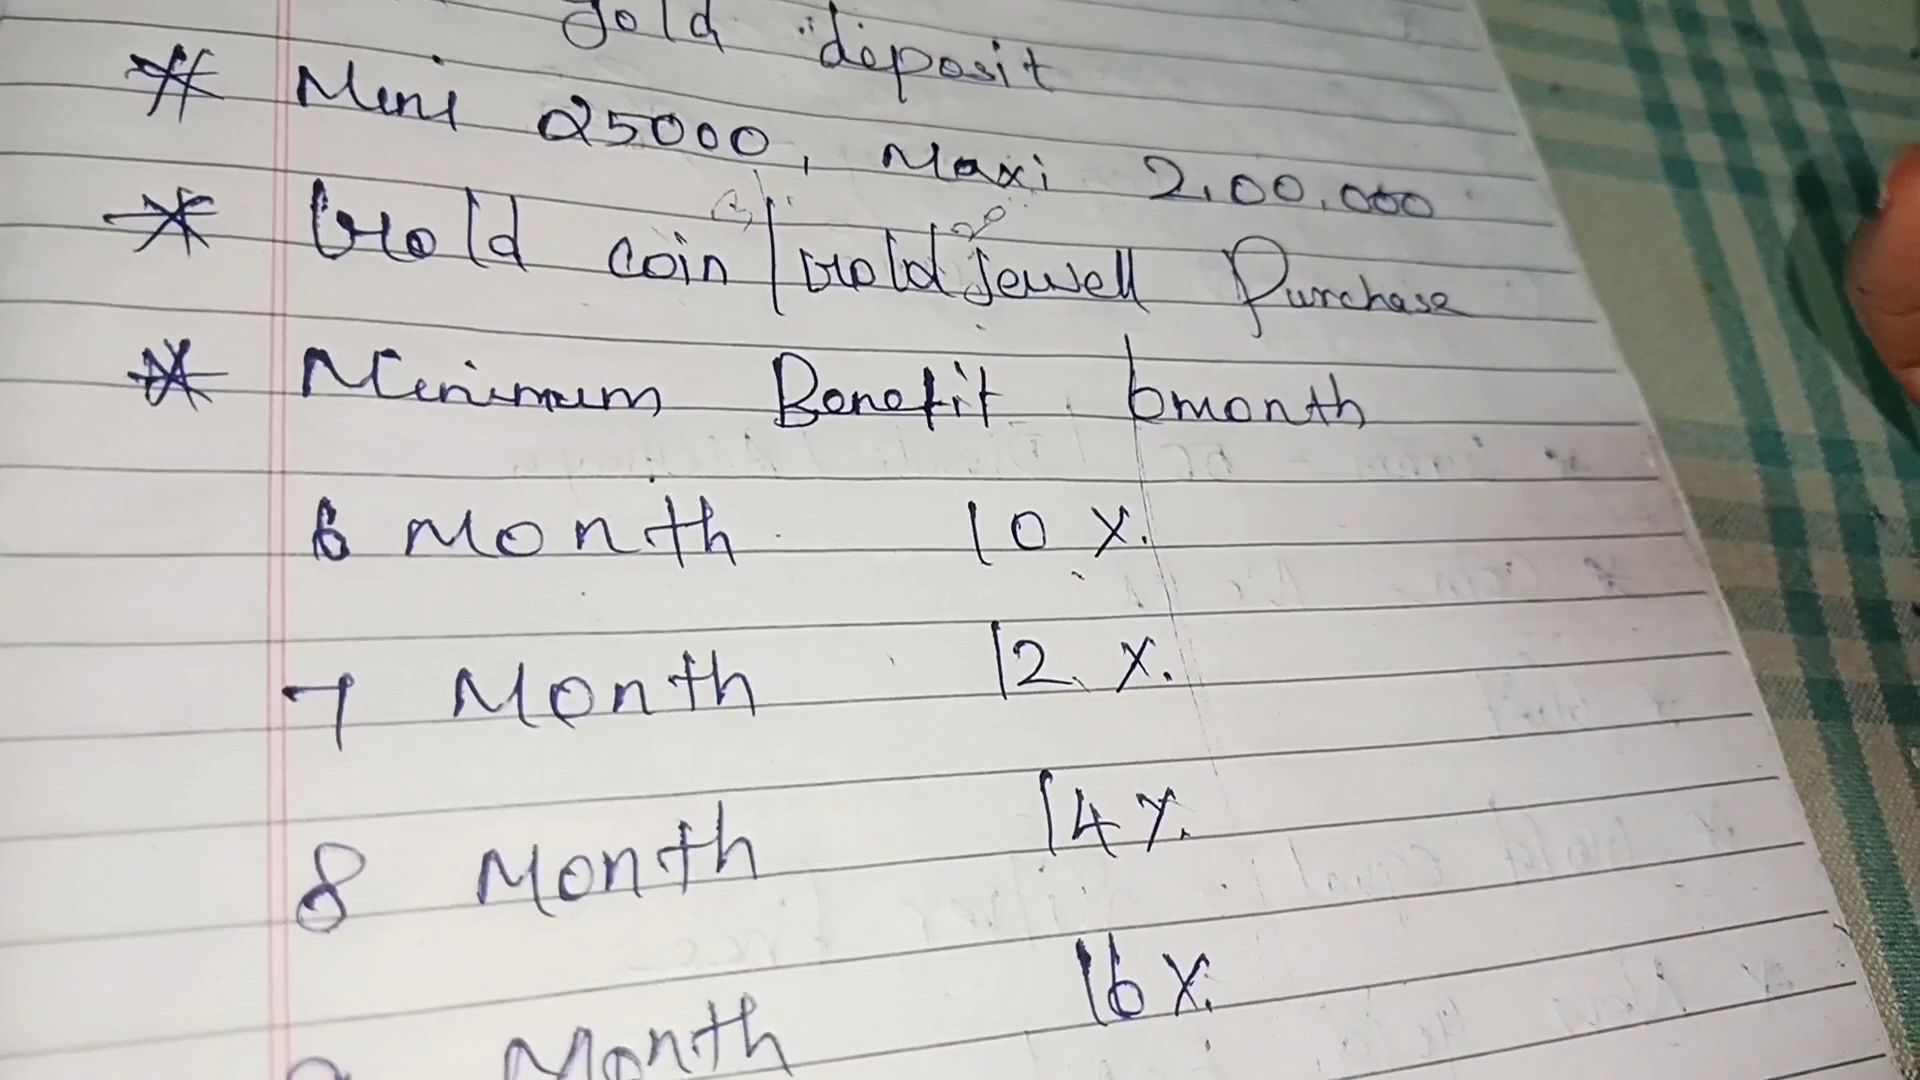 gold deposit
* Mini 25000, Maxi 2,00,000
* Gold coin / Gold Jewell Purchase
* Minimum Benefit 6month
6 Month 10 %.
7 Month 12 %.
8 Month 14 %.
Month 16 %.